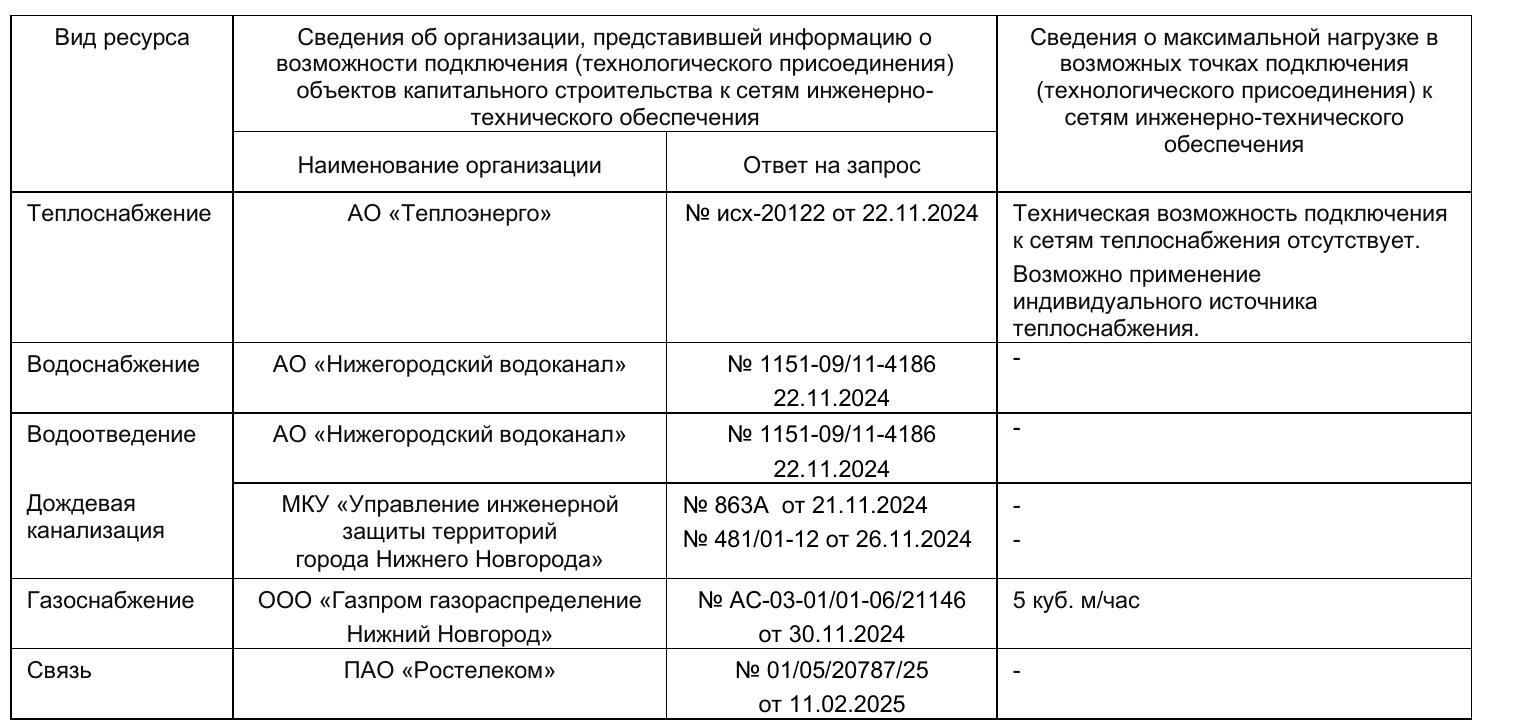 Вид ресурса
Сведения об организации, представившей информацию о
возможности подключения (технологического присоединения)
объектов капитального строительства к сетям инженерно-
технического обеспечения
Сведения о максимальной нагрузке в
возможных точках подключения
(технологического присоединения) к
сетям инженерно-технического
обеспечения
Наименование организации
Ответ на запрос
Теплоснабжение
АО «Теплоэнерго»
№ исх-20122 от 22.11.2024
Техническая возможность подключения
к сетям теплоснабжения отсутствует.
Возможно применение
индивидуального источника
теплоснабжения.
Водоснабжение
АО «Нижегородский водоканал»
№ 1151-09/11-4186
22.11.2024
-
Водоотведение
АО «Нижегородский водоканал»
№ 1151-09/11-4186
22.11.2024
-
Дождевая
канализация
МКУ «Управление инженерной
защиты территорий
города Нижнего Новгорода»
№ 863А  от 21.11.2024
№ 481/01-12 от 26.11.2024
-
-
Газоснабжение
ООО «Газпром газораспределение
Нижний Новгород»
№ АС-03-01/01-06/21146
от 30.11.2024
5 куб. м/час
Связь
ПАО «Ростелеком»
№ 01/05/20787/25
от 11.02.2025
-